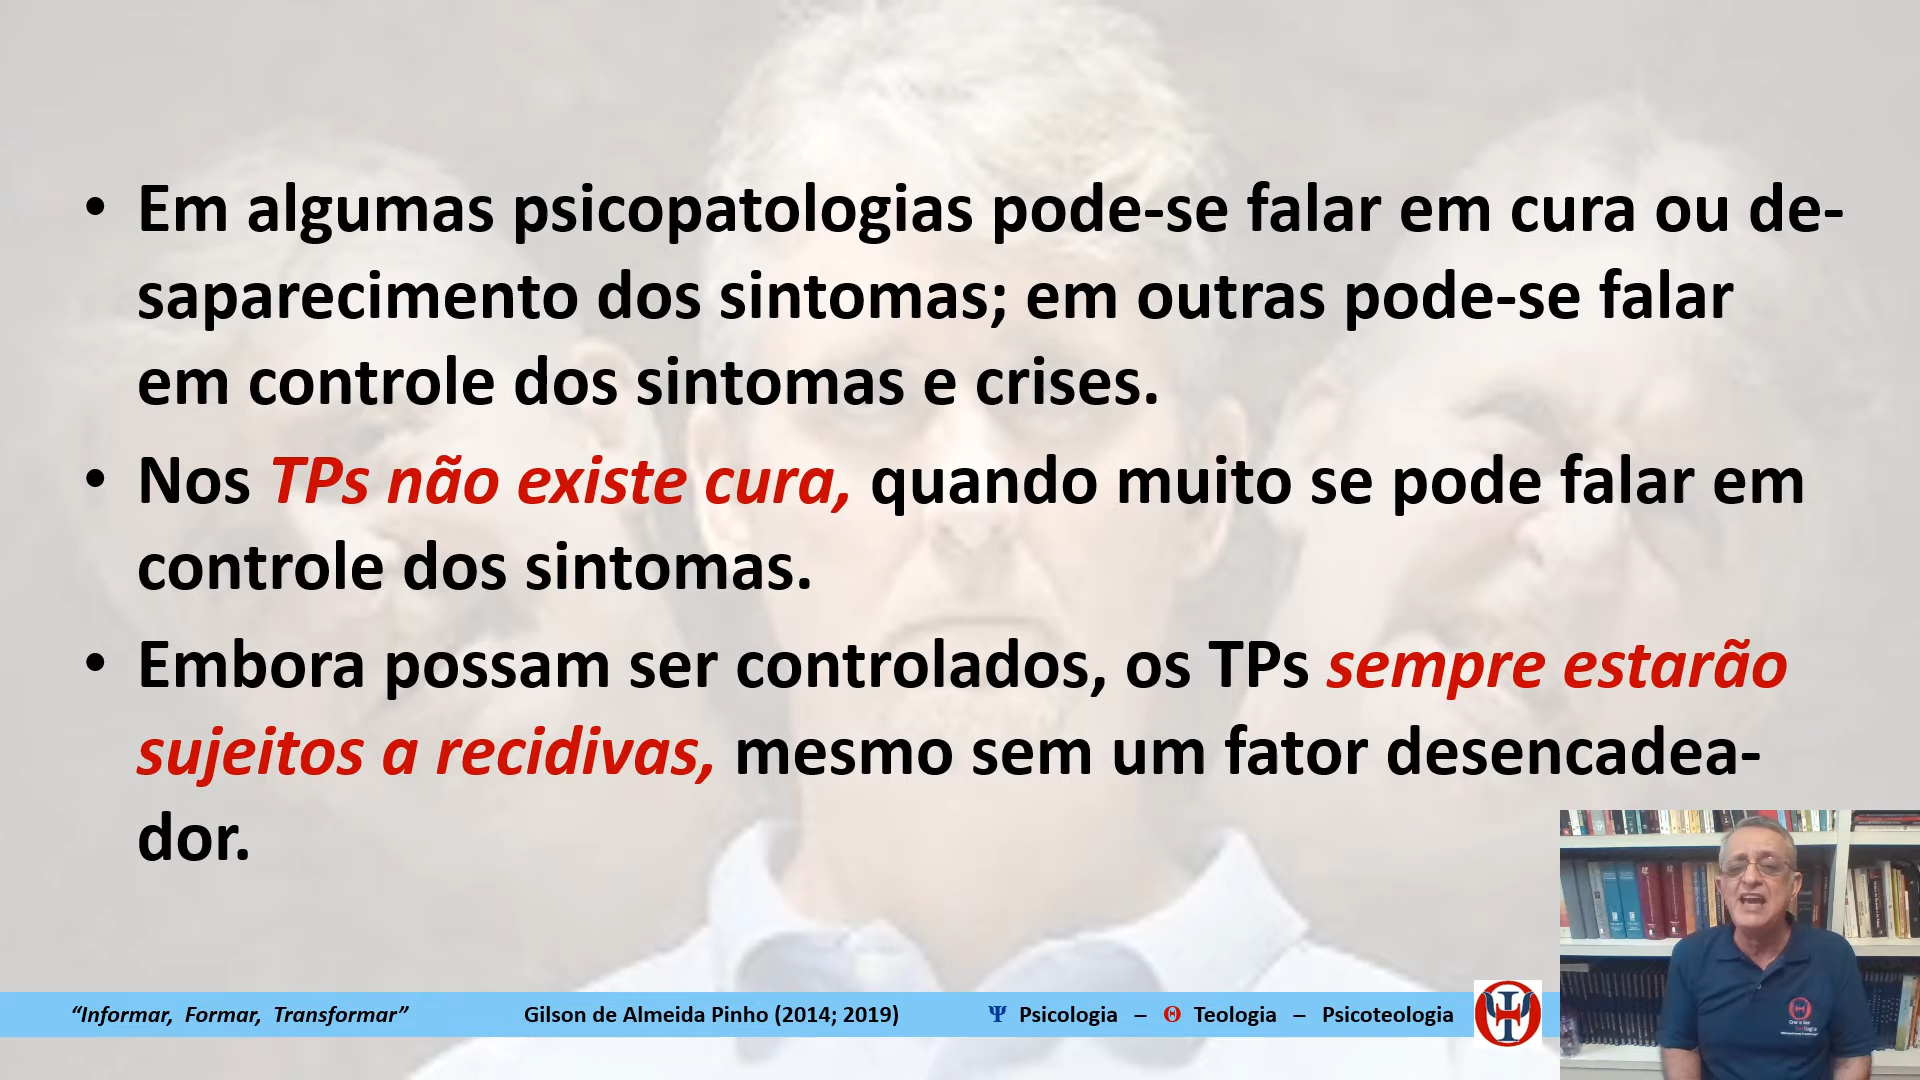 • Em algumas psicopatologias pode-se falar em cura ou de-
saparecimento dos sintomas; em outras pode-se falar
em controle dos sintomas e crises.
• Nos TPs não existe cura, quando muito se pode falar em
controle dos sintomas.
• Embora possam ser controlados, os TPs sempre estarão
sujeitos a recidivas, mesmo sem um fator desencadea-
dor.
“Informar, Formar, Transformar” Gilson de Almeida Pinho (2014; 2019) Ψ Psicologia – Θ Teologia – Psicoteologia